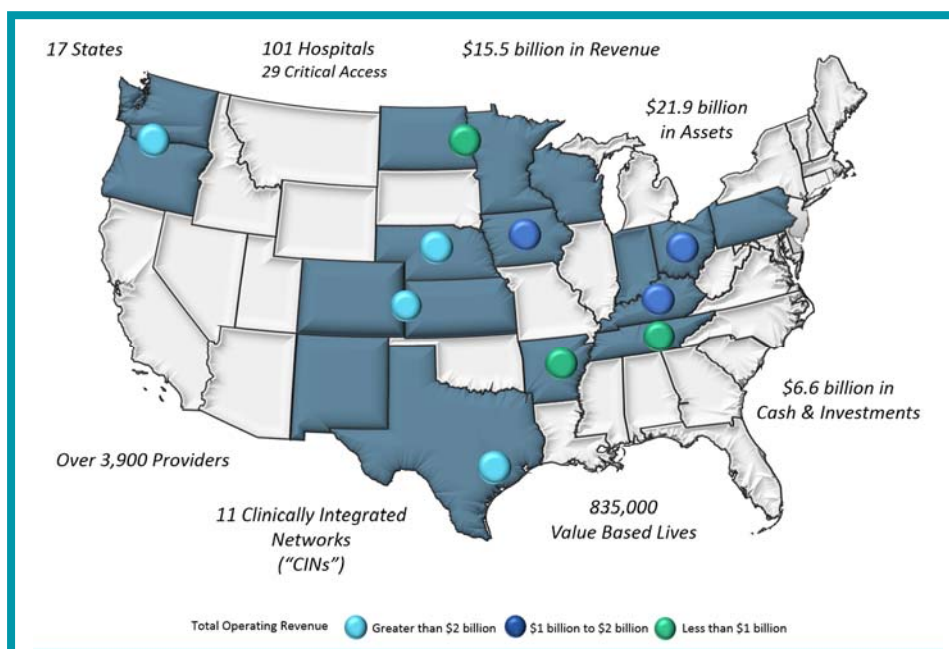 17 States
101 Hospitals
29 Critical Access
$15.5 billion in Revenue
$21.9 billion
in Assets
$6.6 billion in
Cash & Investments
Over 3,900 Providers
11 Clinically Integrated
Networks
("CINs")
835,000
Value Based Lives
Total Operating Revenue Greater than $2 billion $1 billion to $2 billion Less than $1 billion